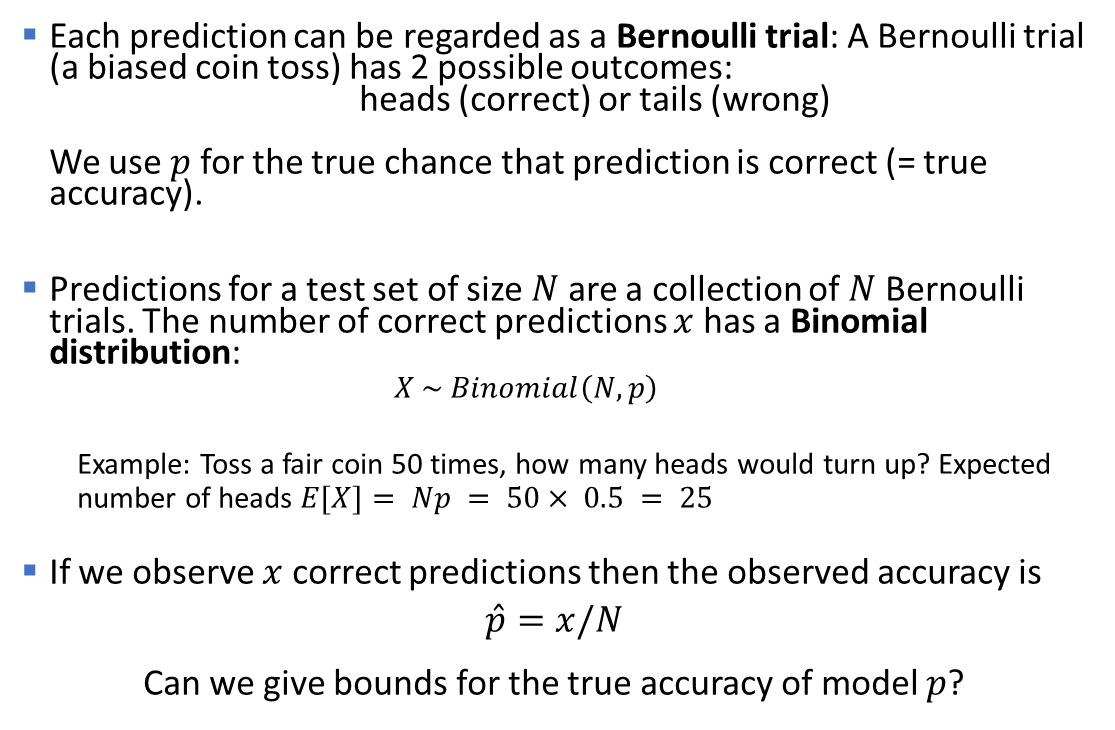 ▪ Each prediction can be regarded as a Bernoulli trial: A Bernoulli trial
(a biased coin toss) has 2 possible outcomes:
heads (correct) or tails (wrong)
We use p for the true chance that prediction is correct (= true
accuracy).
▪ Predictions for a test set of size N are a collection of N Bernoulli
trials. The number of correct predictions x has a Binomial
distribution:
X ~ Binomial(N, p)
Example: Toss a fair coin 50 times, how many heads would turn up? Expected
number of heads E[X] = Np = 50 × 0.5 = 25
▪ If we observe x correct predictions then the observed accuracy is
p̂ = x/N
Can we give bounds for the true accuracy of model p?